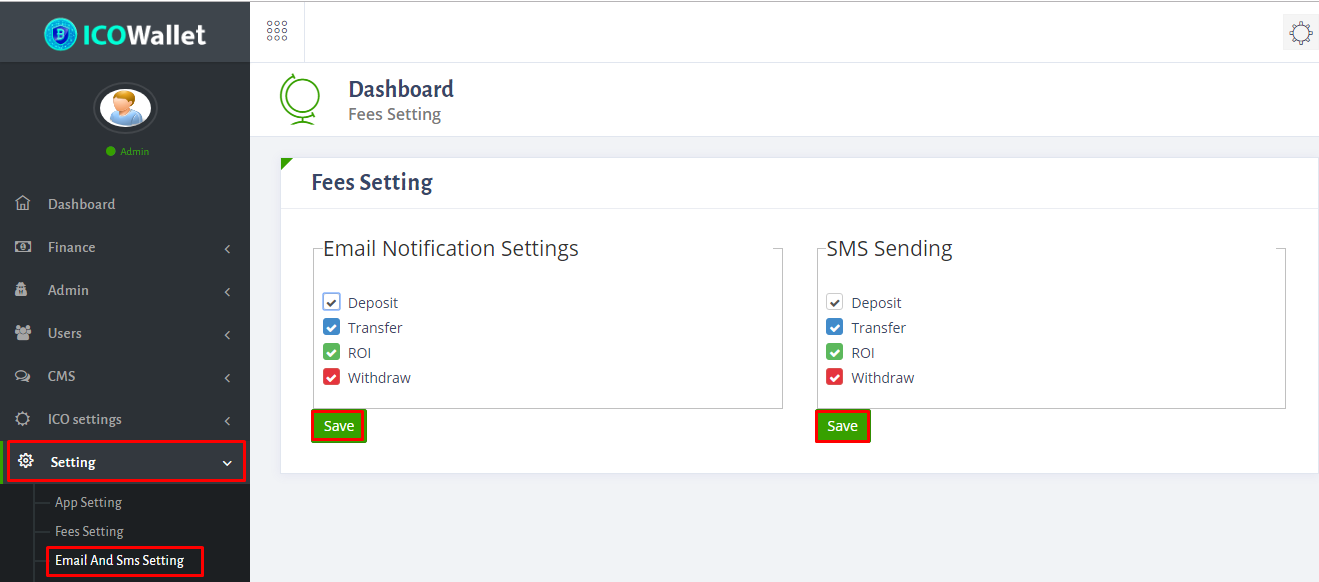 ICOWallet
Admin
Dashboard
Finance
Admin
Users
CMS
ICO settings
Setting
App Setting
Fees Setting
Email And Sms Setting
Dashboard
Fees Setting
Fees Setting
Email Notification Settings
Deposit
Transfer
ROI
Withdraw
Save
SMS Sending
Deposit
Transfer
ROI
Withdraw
Save